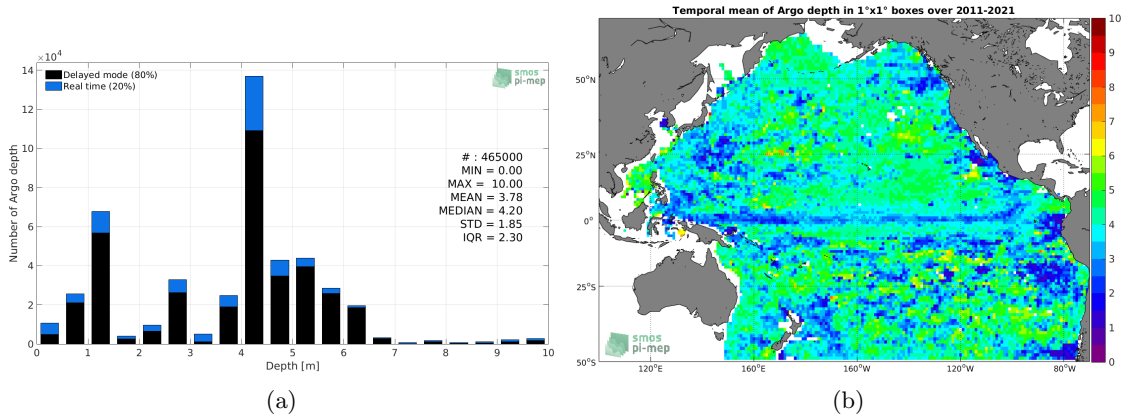 ×10⁴
14
12
10
8
6
4
2
0
Number of Argo depth
Delayed mode (80%)
Real time (20%)
smos
pi-mep
# : 465000
MIN = 0.00
MAX = 10.00
MEAN = 3.78
MEDIAN = 4.20
STD = 1.85
IQR = 2.30
0 1 2 3 4 5 6 7 8 9 10
Depth [m]
(a)
Temporal mean of Argo depth in 1°x1° boxes over 2011-2021
50°N
25°N
0°
25°S
50°S
120°E 160°E 160°W 120°W 80°W
smos
pi-mep
10
9
8
7
6
5
4
3
2
1
0
(b)